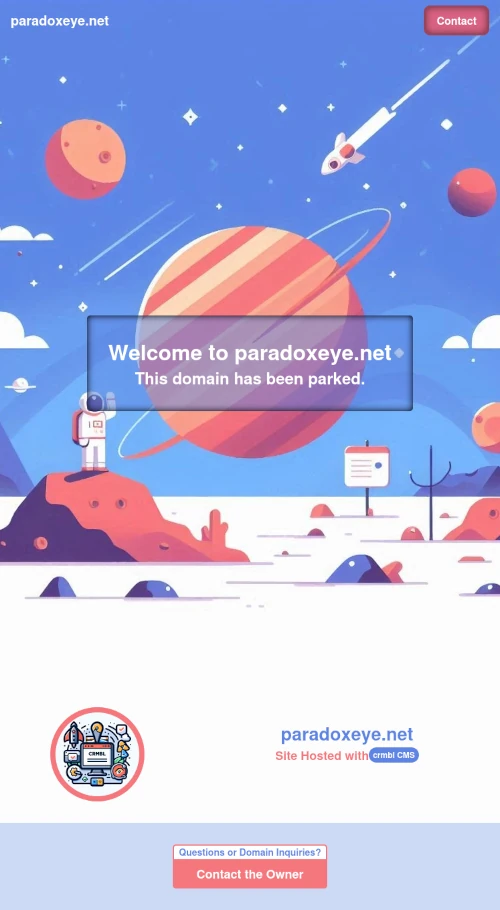 paradoxeye.net
Contact
Welcome to paradoxeye.net
This domain has been parked.
CRMBL
paradoxeye.net
Site Hosted with crmbl CMS
Questions or Domain Inquiries?
Contact the Owner